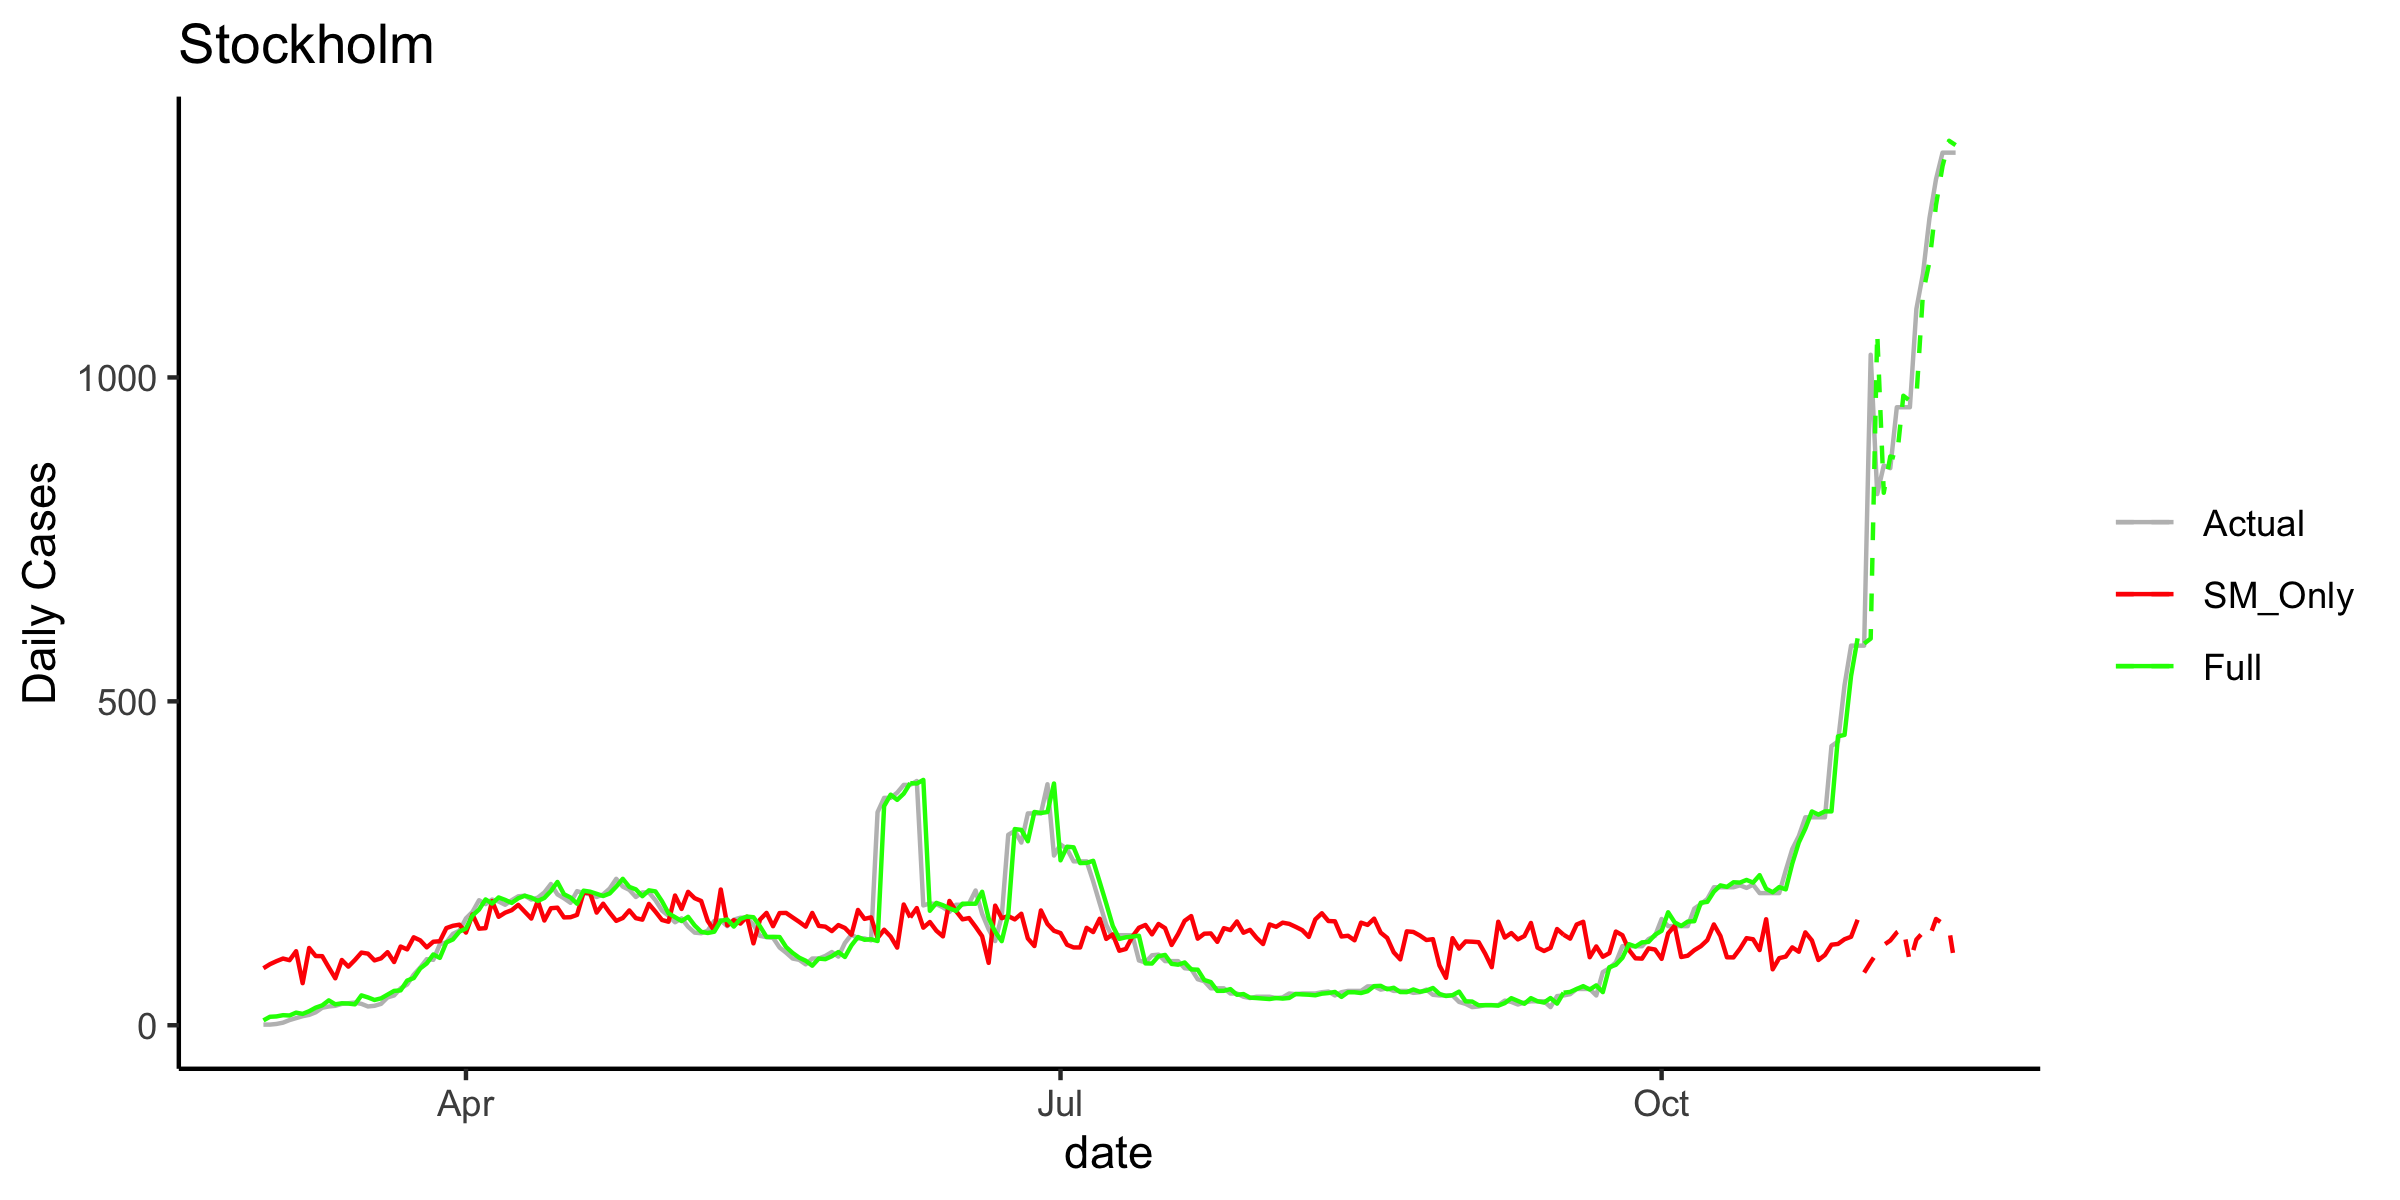 Stockholm
Daily Cases
1000
500
0
Apr
Jul
Oct
date
Actual
SM_Only
Full